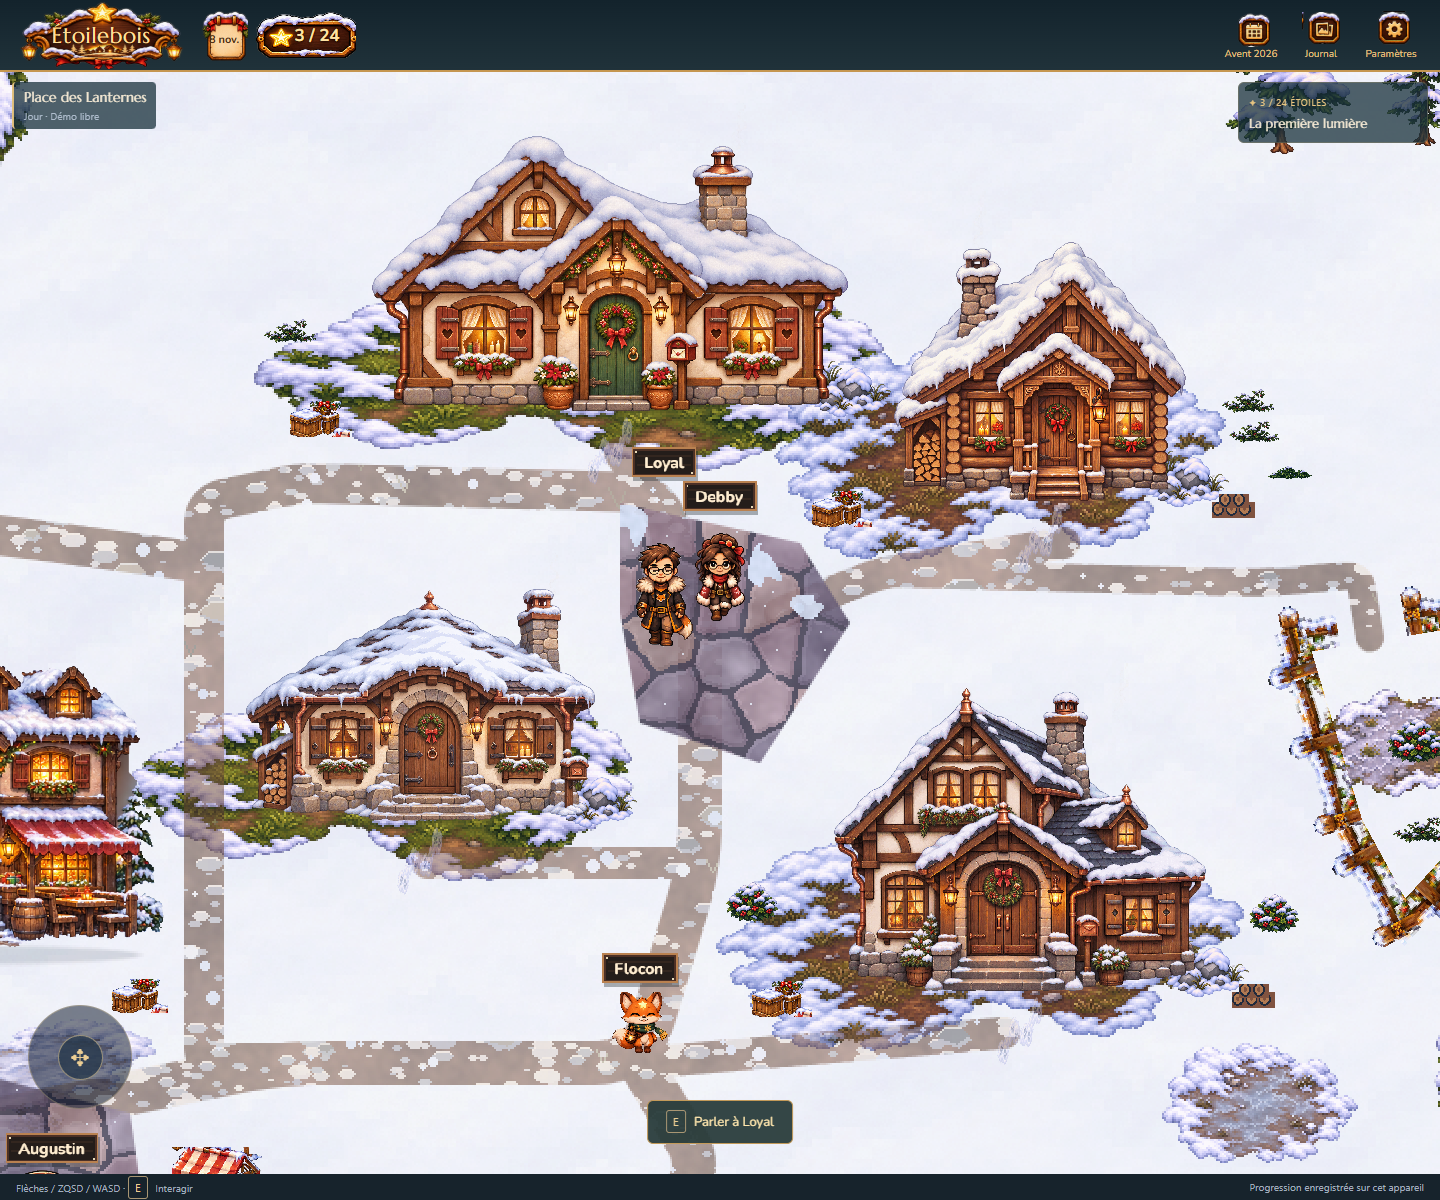 Etoilebois
8 nov.
3 / 24
Avent 2026
Journal
Paramètres
Place des Lanternes
Jour · Démo libre
✦ 3 / 24 ÉTOILES
La première lumière
Loyal
Debby
Flocon
E Parler à Loyal
Augustin
Flèches / ZQSD / WASD · E Interagir
Progression enregistrée sur cet appareil